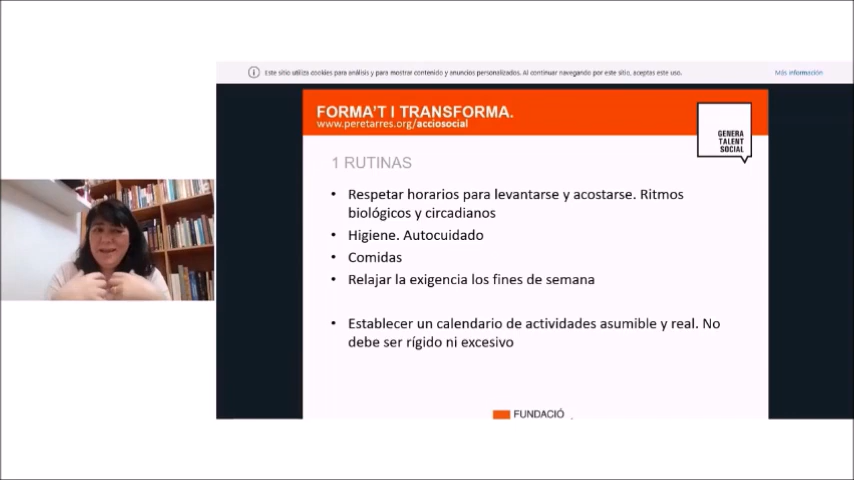 Este sitio utiliza cookies para análisis y para mostrar contenido y anuncios personalizados. Al continuar navegando por este sitio, aceptas este uso.
Más información
FORMA'T I TRANSFORMA.
www.peretarres.org/acciosocial
GENERA
TALENT
SOCIAL
1 RUTINAS
• Respetar horarios para levantarse y acostarse. Ritmos
biológicos y circadianos
• Higiene. Autocuidado
• Comidas
• Relajar la exigencia los fines de semana
• Establecer un calendario de actividades asumible y real. No
debe ser rígido ni excesivo
FUNDACIÓ